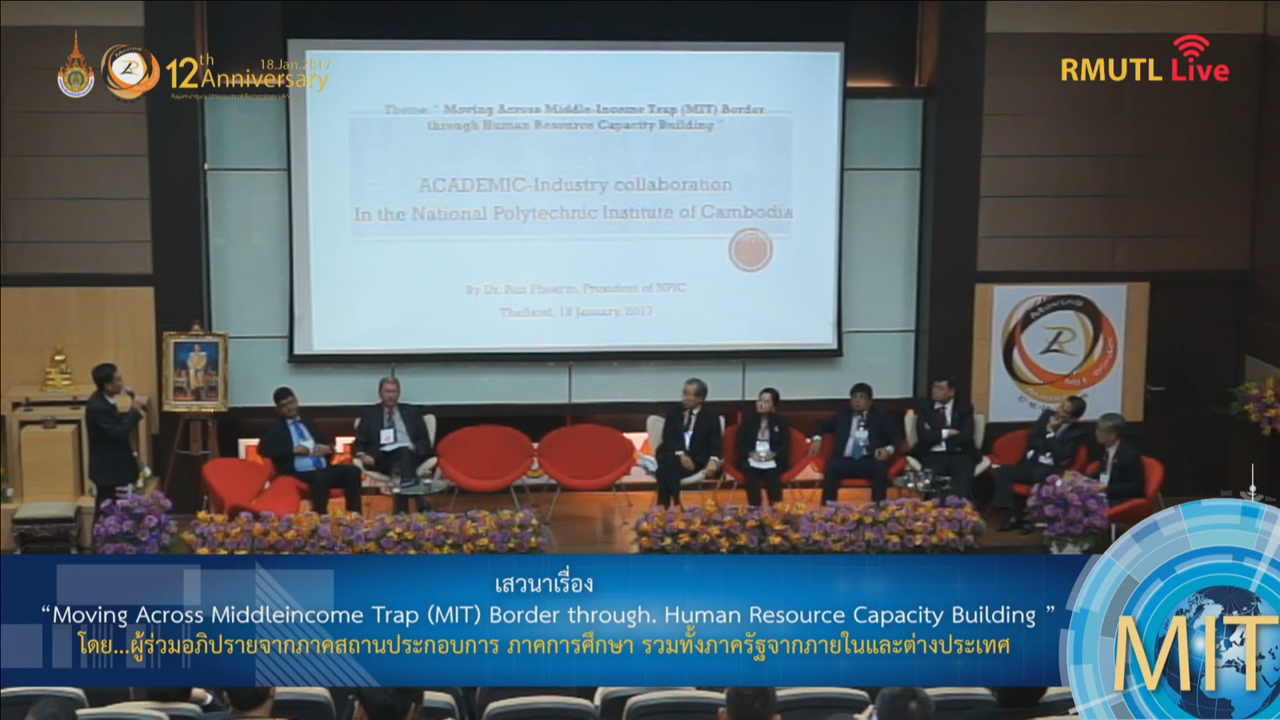 12th Anniversary
18.Jan.2017
RMUTL Live
Theme: " Moving Across Middle-Income Trap (MIT) Border
through Human Resource Capacity Building "
ACADEMIC-Industry collaboration
In the National Polytechnic Institute of Cambodia
President of NPIC
Thailand, 18 January, 2017
Moving
R
MIT Border
เสวนาเรื่อง
“Moving Across Middleincome Trap (MIT) Border through. Human Resource Capacity Building ”
โดย...ผู้ร่วมอภิปรายจากภาคสถานประกอบการ ภาคการศึกษา รวมทั้งภาครัฐจากภายในและต่างประเทศ
MIT